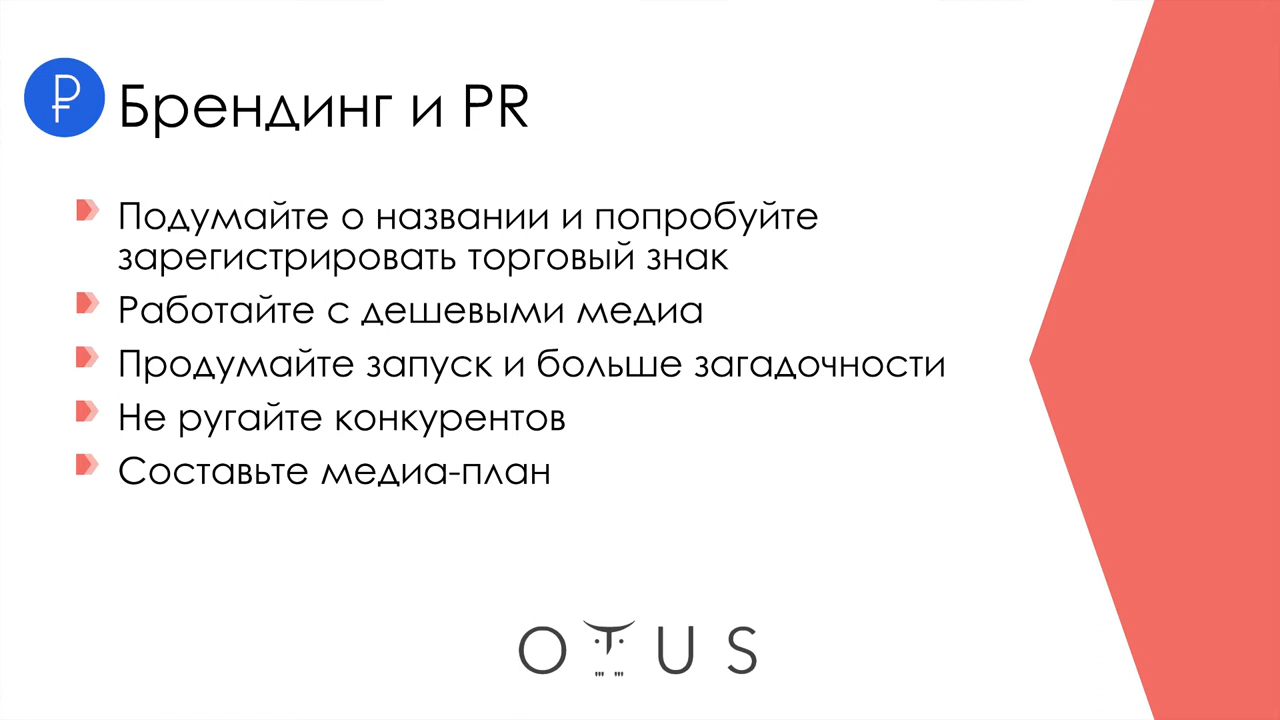 Брендинг и PR
Подумайте о названии и попробуйте
зарегистрировать торговый знак
Работайте с дешевыми медиа
Продумайте запуск и больше загадочности
Не ругайте конкурентов
Составьте медиа-план
OTUS